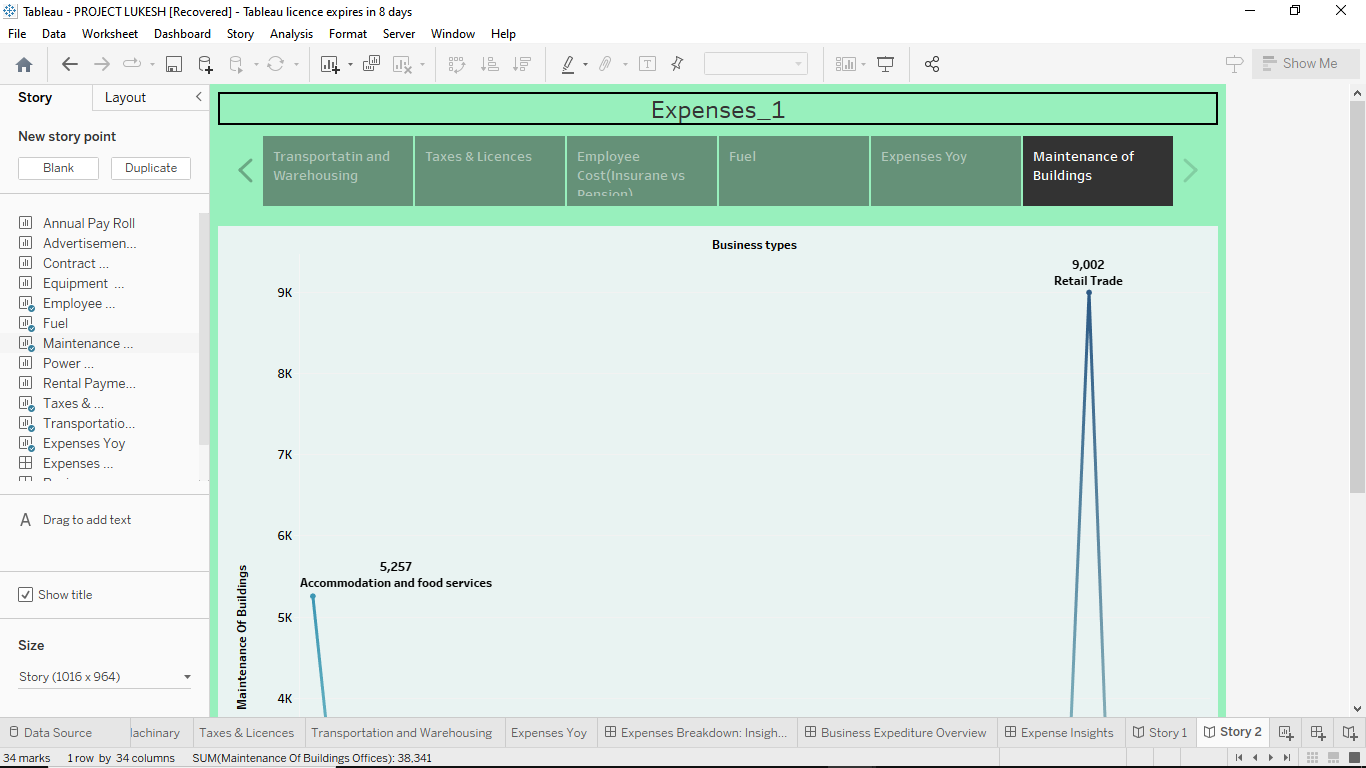 Tableau - PROJECT LUKESH [Recovered] - Tableau licence expires in 8 days
File Data Worksheet Dashboard Story Analysis Format Server Window Help
Show Me
Story Layout
New story point
Blank Duplicate
Annual Pay Roll
Advertisemen...
Contract ...
Equipment ...
Employee ...
Fuel
Maintenance ...
Power ...
Rental Payme...
Taxes & ...
Transportatio...
Expenses Yoy
Expenses ...
A Drag to add text
Show title
Size
Story (1016 x 964)
Expenses_1
Transportatin and
Warehousing
Taxes & Licences
Employee
Cost(Insurane vs
Pension)
Fuel
Expenses Yoy
Maintenance of
Buildings
Business types
9,002
Retail Trade
9K
8K
7K
6K
5,257
Accommodation and food services
5K
4K
Maintenance Of Buildings
Data Source lachinary Taxes & Licences Transportation and Warehousing Expenses Yoy Expenses Breakdown: Insigh... Business Expediture Overview Expense Insights Story 1 Story 2
34 marks 1 row by 34 columns SUM(Maintenance Of Buildings Offices): 38,341